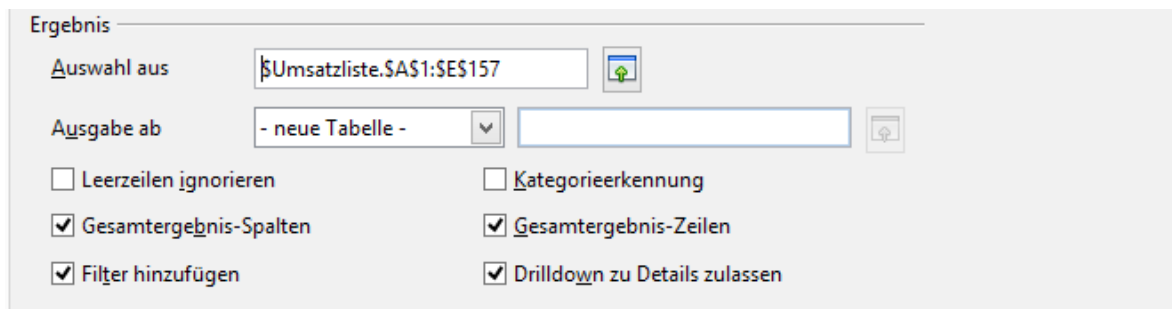 Ergebnis
Auswahl aus $Umsatzliste.$A$1:$E$157
Ausgabe ab - neue Tabelle -
Leerzeilen ignorieren Kategorieerkennung
Gesamtergebnis-Spalten Gesamtergebnis-Zeilen
Filter hinzufügen Drilldown zu Details zulassen